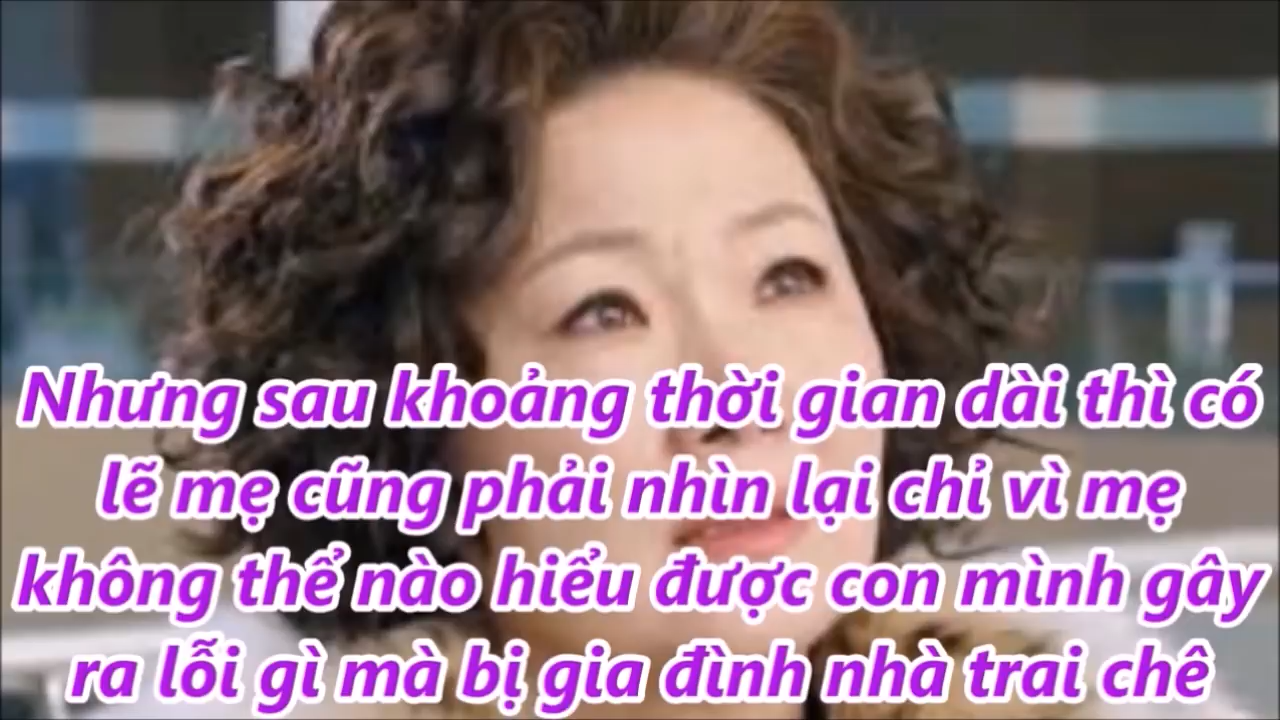 Nhưng sau khoảng thời gian dài thì có
lẽ mẹ cũng phải nhìn lại chỉ vì mẹ
không thể nào hiểu được con mình gây
ra lỗi gì mà bị gia đình nhà trai chê